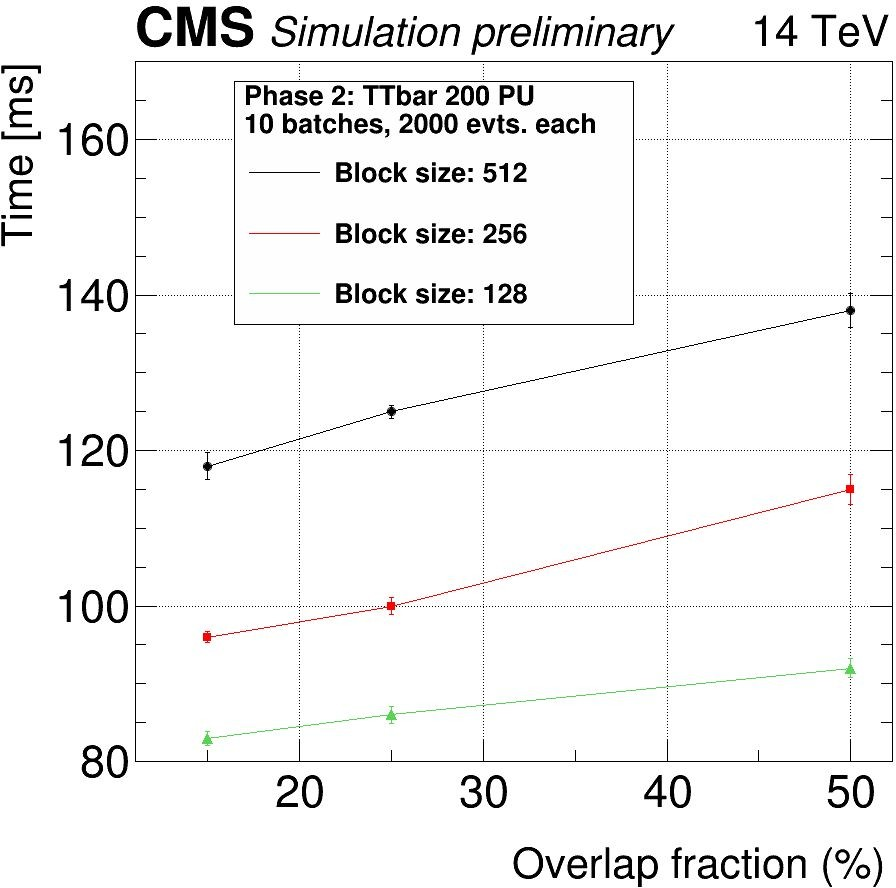 CMS Simulation preliminary 14 TeV
Time [ms]
Phase 2: TTbar 200 PU
10 batches, 2000 evts. each
Block size: 512
Block size: 256
Block size: 128
160
140
120
100
80
20 30 40 50
Overlap fraction (%)